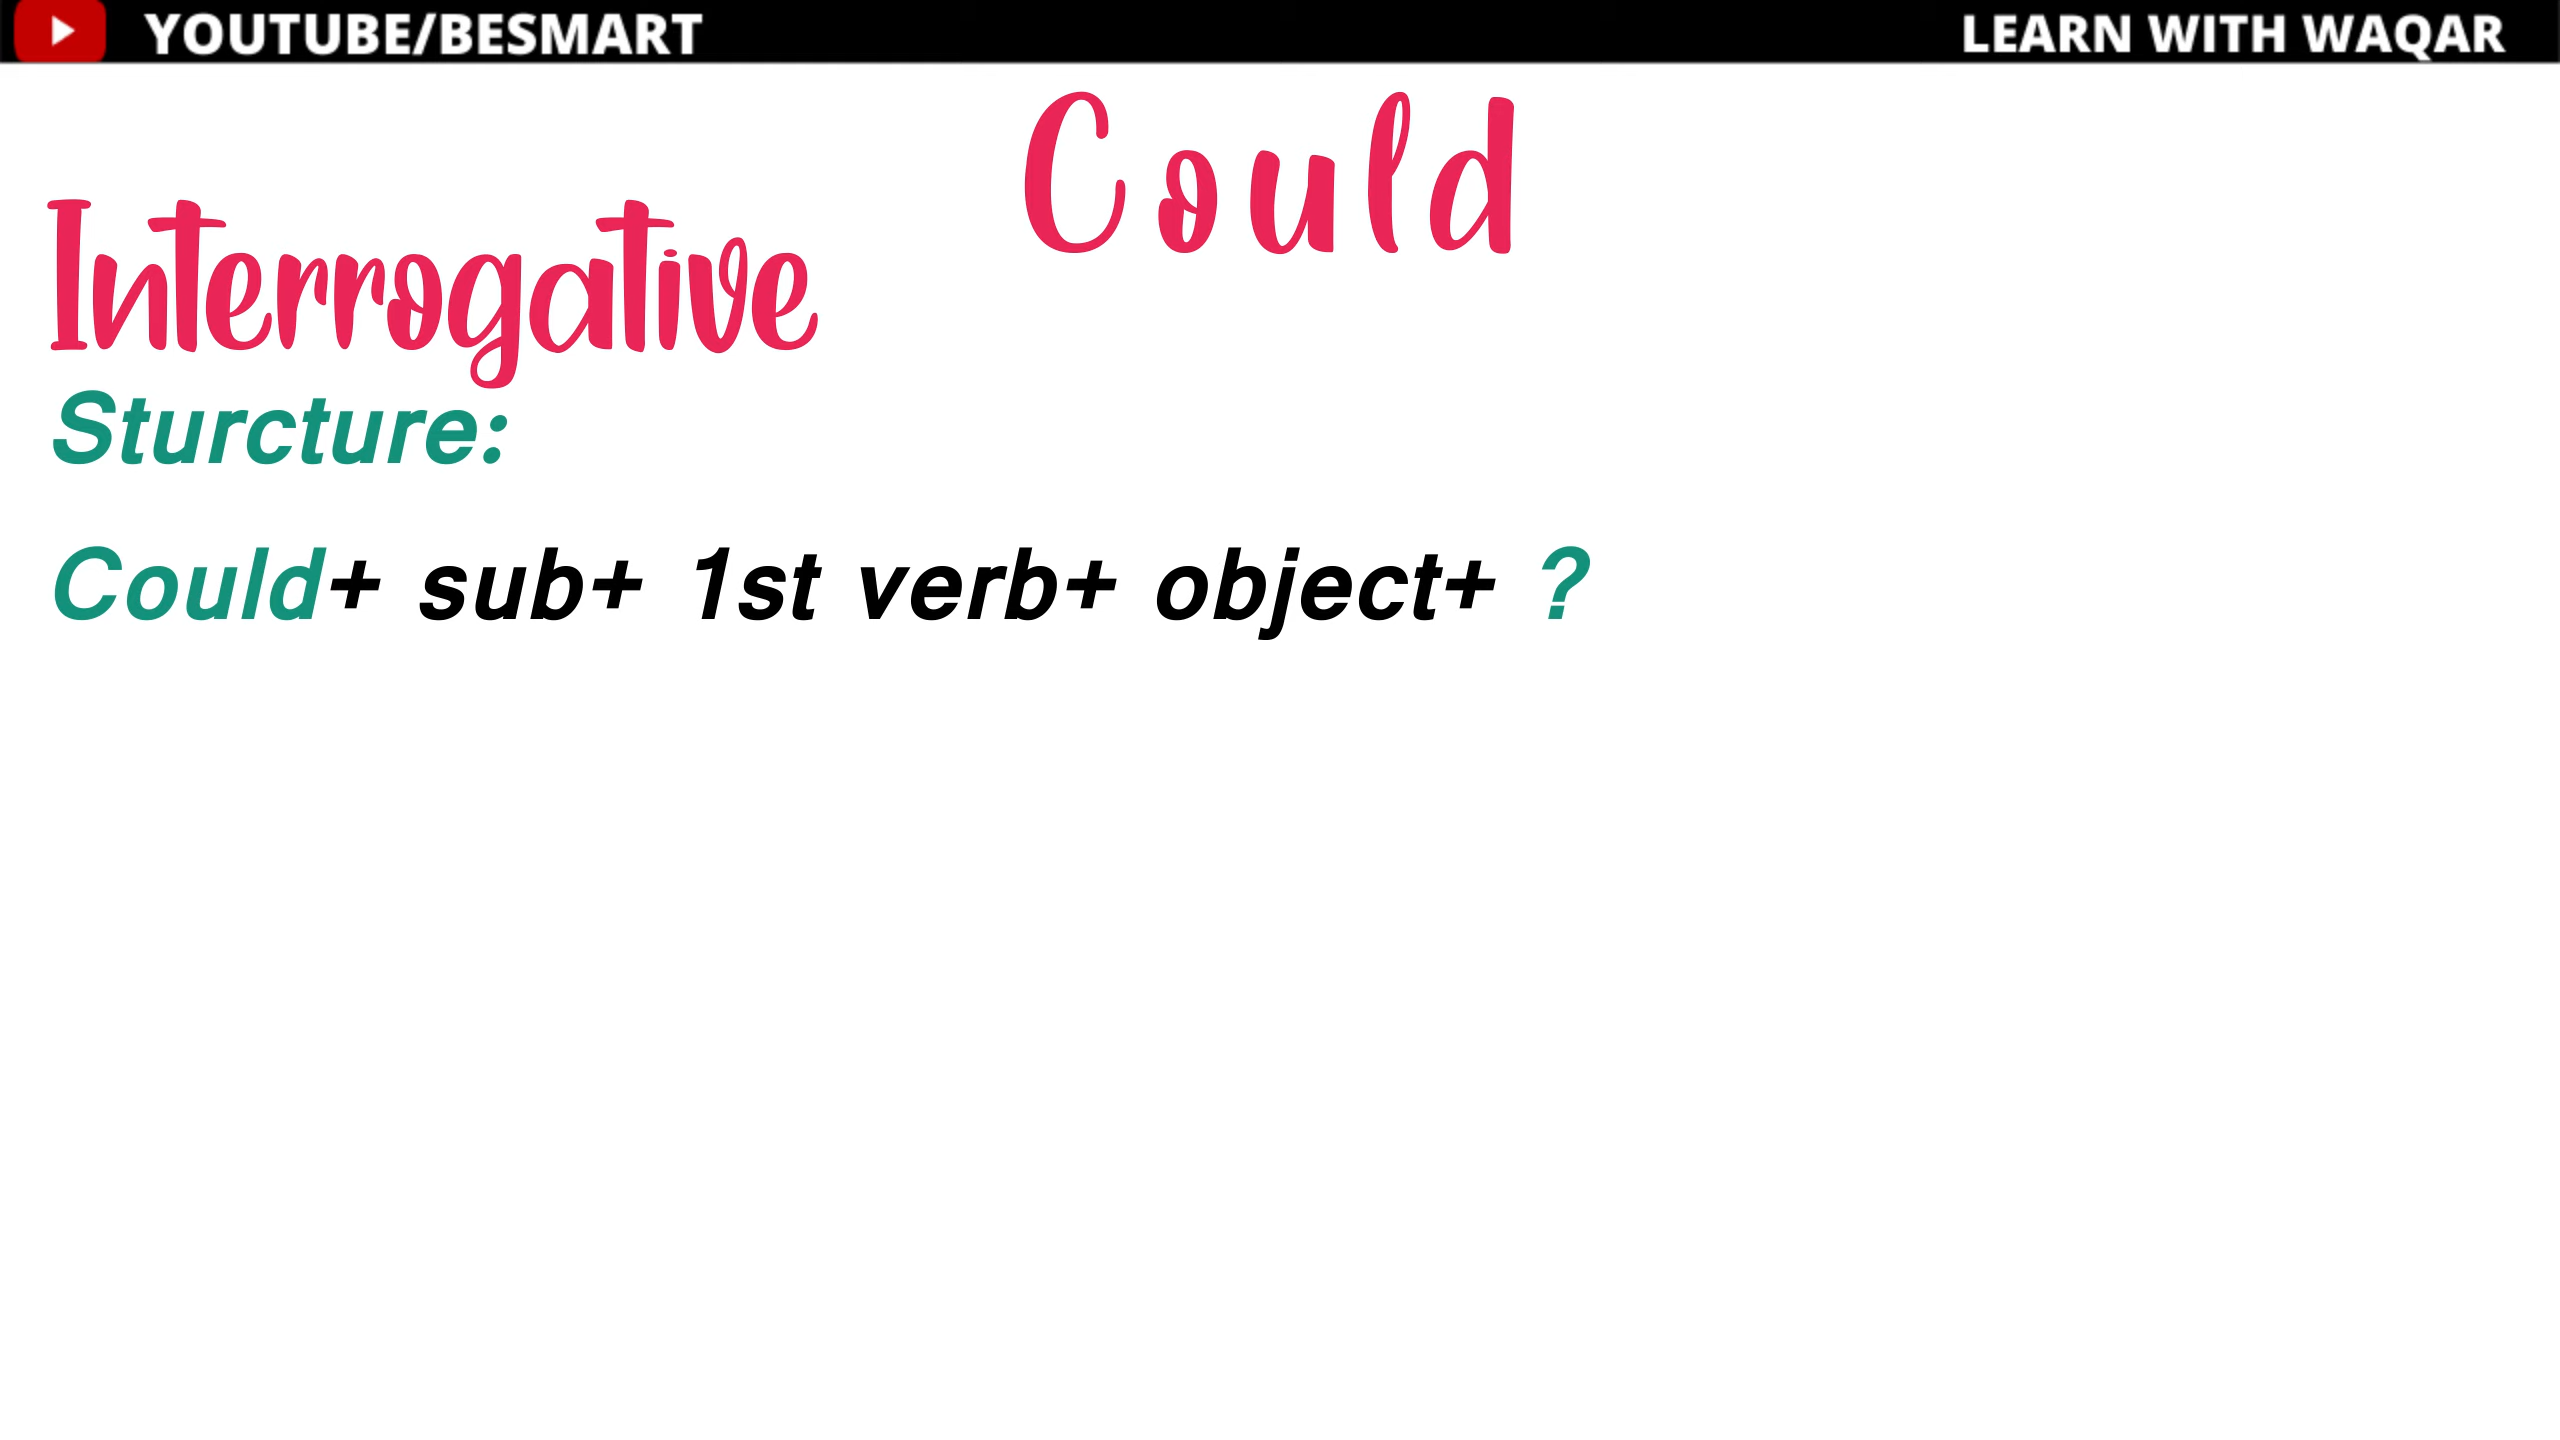 YOUTUBE/BESMART
LEARN WITH WAQAR
Could
Interrogative
Sturcture:
Could+ sub+ 1st verb+ object+ ?